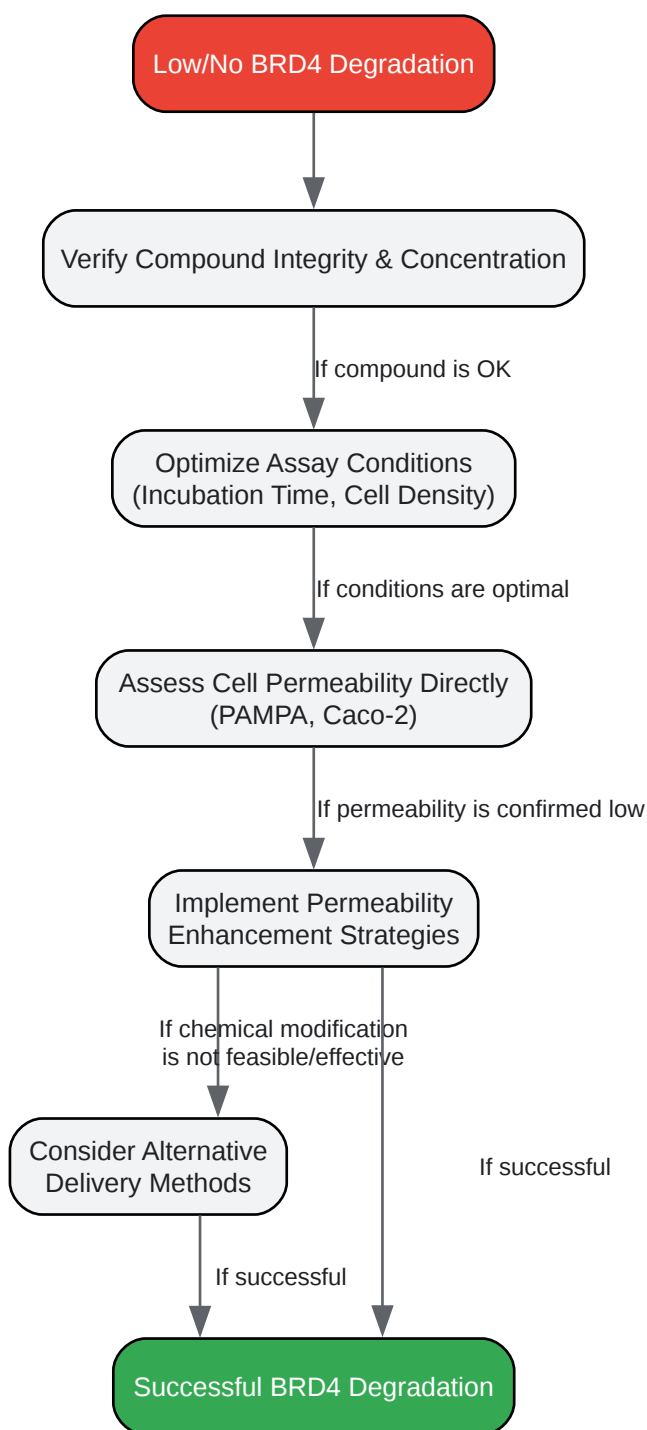 Low/No BRD4 Degradation
Verify Compound Integrity & Concentration
If compound is OK
Optimize Assay Conditions
(Incubation Time, Cell Density)
If conditions are optimal
Assess Cell Permeability Directly
(PAMPA, Caco-2)
If permeability is confirmed low
Implement Permeability
Enhancement Strategies
If chemical modification
is not feasible/effective
Consider Alternative
Delivery Methods
If successful
If successful
Successful BRD4 Degradation